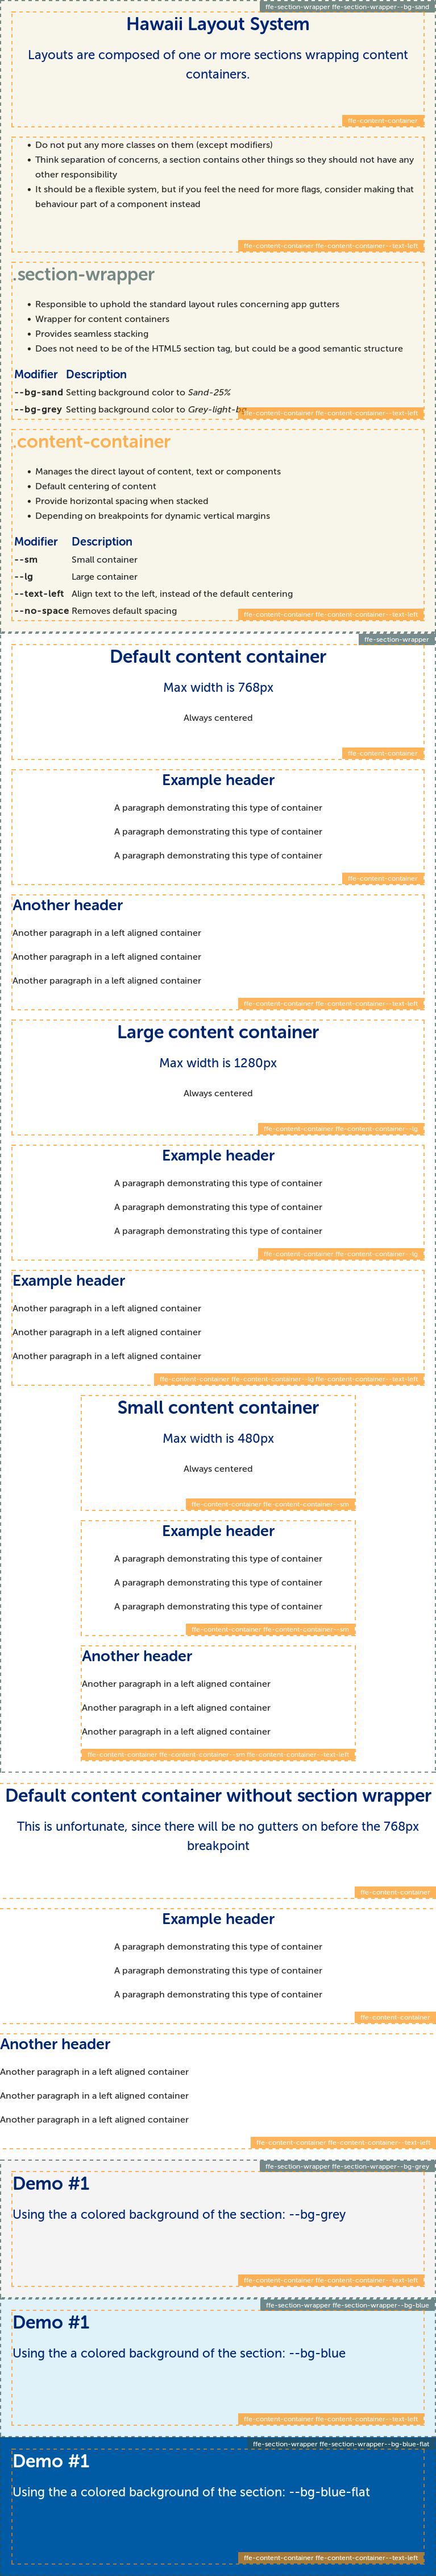 ffe-section-wrapper ffe-section-wrapper--bg-sand
Hawaii Layout System
Layouts are composed of one or more sections wrapping content
containers.
ffe-content-container
Do not put any more classes on them (except modifiers)
Think separation of concerns, a section contains other things so they should not have any
other responsibility
It should be a flexible system, but if you feel the need for more flags, consider making that
behaviour part of a component instead
ffe-content-container ffe-content-container--text-left
.section-wrapper
Responsible to uphold the standard layout rules concerning app gutters
Wrapper for content containers
Provides seamless stacking
Does not need to be of the HTML5 section tag, but could be a good semantic structure
Modifier Description
--bg-sand Setting background color to Sand-25%
--bg-grey Setting background color to Grey-light-bg
ffe-content-container ffe-content-container--text-left
.content-container
Manages the direct layout of content, text or components
Default centering of content
Provide horizontal spacing when stacked
Depending on breakpoints for dynamic vertical margins
Modifier Description
--sm Small container
--lg Large container
--text-left Align text to the left, instead of the default centering
--no-space Removes default spacing
ffe-content-container ffe-content-container--text-left
ffe-section-wrapper
Default content container
Max width is 768px
Always centered
ffe-content-container
Example header
A paragraph demonstrating this type of container
A paragraph demonstrating this type of container
A paragraph demonstrating this type of container
ffe-content-container
Another header
Another paragraph in a left aligned container
Another paragraph in a left aligned container
Another paragraph in a left aligned container
ffe-content-container ffe-content-container--text-left
Large content container
Max width is 1280px
Always centered
ffe-content-container ffe-content-container--lg
Example header
A paragraph demonstrating this type of container
A paragraph demonstrating this type of container
A paragraph demonstrating this type of container
ffe-content-container ffe-content-container--lg
Example header
Another paragraph in a left aligned container
Another paragraph in a left aligned container
Another paragraph in a left aligned container
ffe-content-container ffe-content-container--lg ffe-content-container--text-left
Small content container
Max width is 480px
Always centered
ffe-content-container ffe-content-container--sm
Example header
A paragraph demonstrating this type of container
A paragraph demonstrating this type of container
A paragraph demonstrating this type of container
ffe-content-container ffe-content-container--sm
Another header
Another paragraph in a left aligned container
Another paragraph in a left aligned container
Another paragraph in a left aligned container
ffe-content-container ffe-content-container--sm ffe-content-container--text-left
Default content container without section wrapper
This is unfortunate, since there will be no gutters on before the 768px
breakpoint
ffe-content-container
Example header
A paragraph demonstrating this type of container
A paragraph demonstrating this type of container
A paragraph demonstrating this type of container
ffe-content-container
Another header
Another paragraph in a left aligned container
Another paragraph in a left aligned container
Another paragraph in a left aligned container
ffe-content-container ffe-content-container--text-left
ffe-section-wrapper ffe-section-wrapper--bg-grey
Demo #1
Using the a colored background of the section: --bg-grey
ffe-content-container ffe-content-container--text-left
ffe-section-wrapper ffe-section-wrapper--bg-blue
Demo #1
Using the a colored background of the section: --bg-blue
ffe-content-container ffe-content-container--text-left
ffe-section-wrapper ffe-section-wrapper--bg-blue-flat
Demo #1
Using the a colored background of the section: --bg-blue-flat
ffe-content-container ffe-content-container--text-left